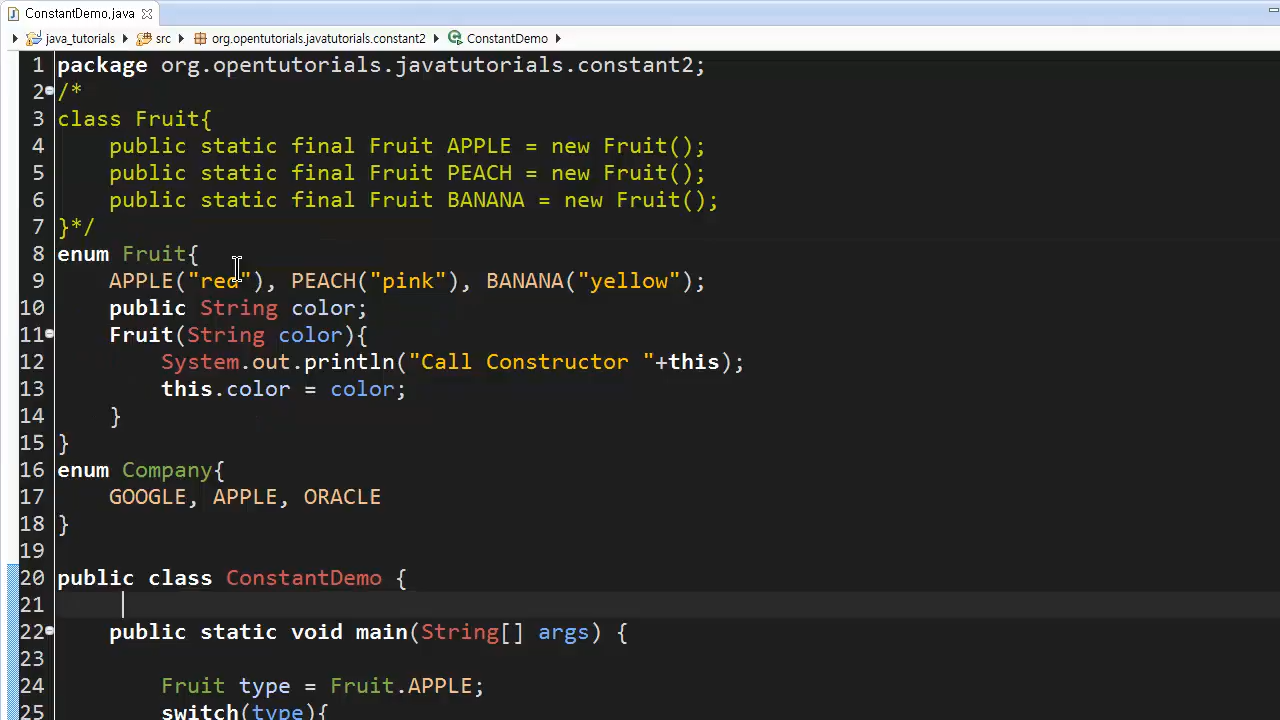 ConstantDemo.java
java_tutorials src org.opentutorials.javatutorials.constant2 ConstantDemo
1 package org.opentutorials.javatutorials.constant2;
2 /*
3 class Fruit{
4     public static final Fruit APPLE = new Fruit();
5     public static final Fruit PEACH = new Fruit();
6     public static final Fruit BANANA = new Fruit();
7 }*/
8 enum Fruit{
9     APPLE("red"), PEACH("pink"), BANANA("yellow");
10     public String color;
11     Fruit(String color){
12         System.out.println("Call Constructor "+this);
13         this.color = color;
14     }
15 }
16 enum Company{
17     GOOGLE, APPLE, ORACLE
18 }
19
20 public class ConstantDemo {
21
22     public static void main(String[] args) {
23
24         Fruit type = Fruit.APPLE;
25         switch(type){